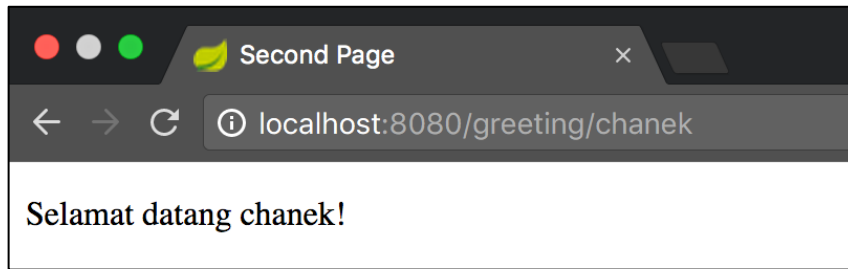 Second Page
localhost:8080/greeting/chanek
Selamat datang chanek!